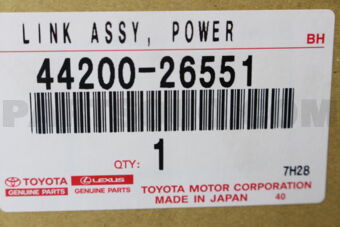 LINK ASSY, POWER
BH
44200-26551
QTY: 1
7H28
TOYOTA LEXUS
GENUINE PARTS GENUINE PARTS
TOYOTA MOTOR CORPORATION
MADE IN JAPAN 40